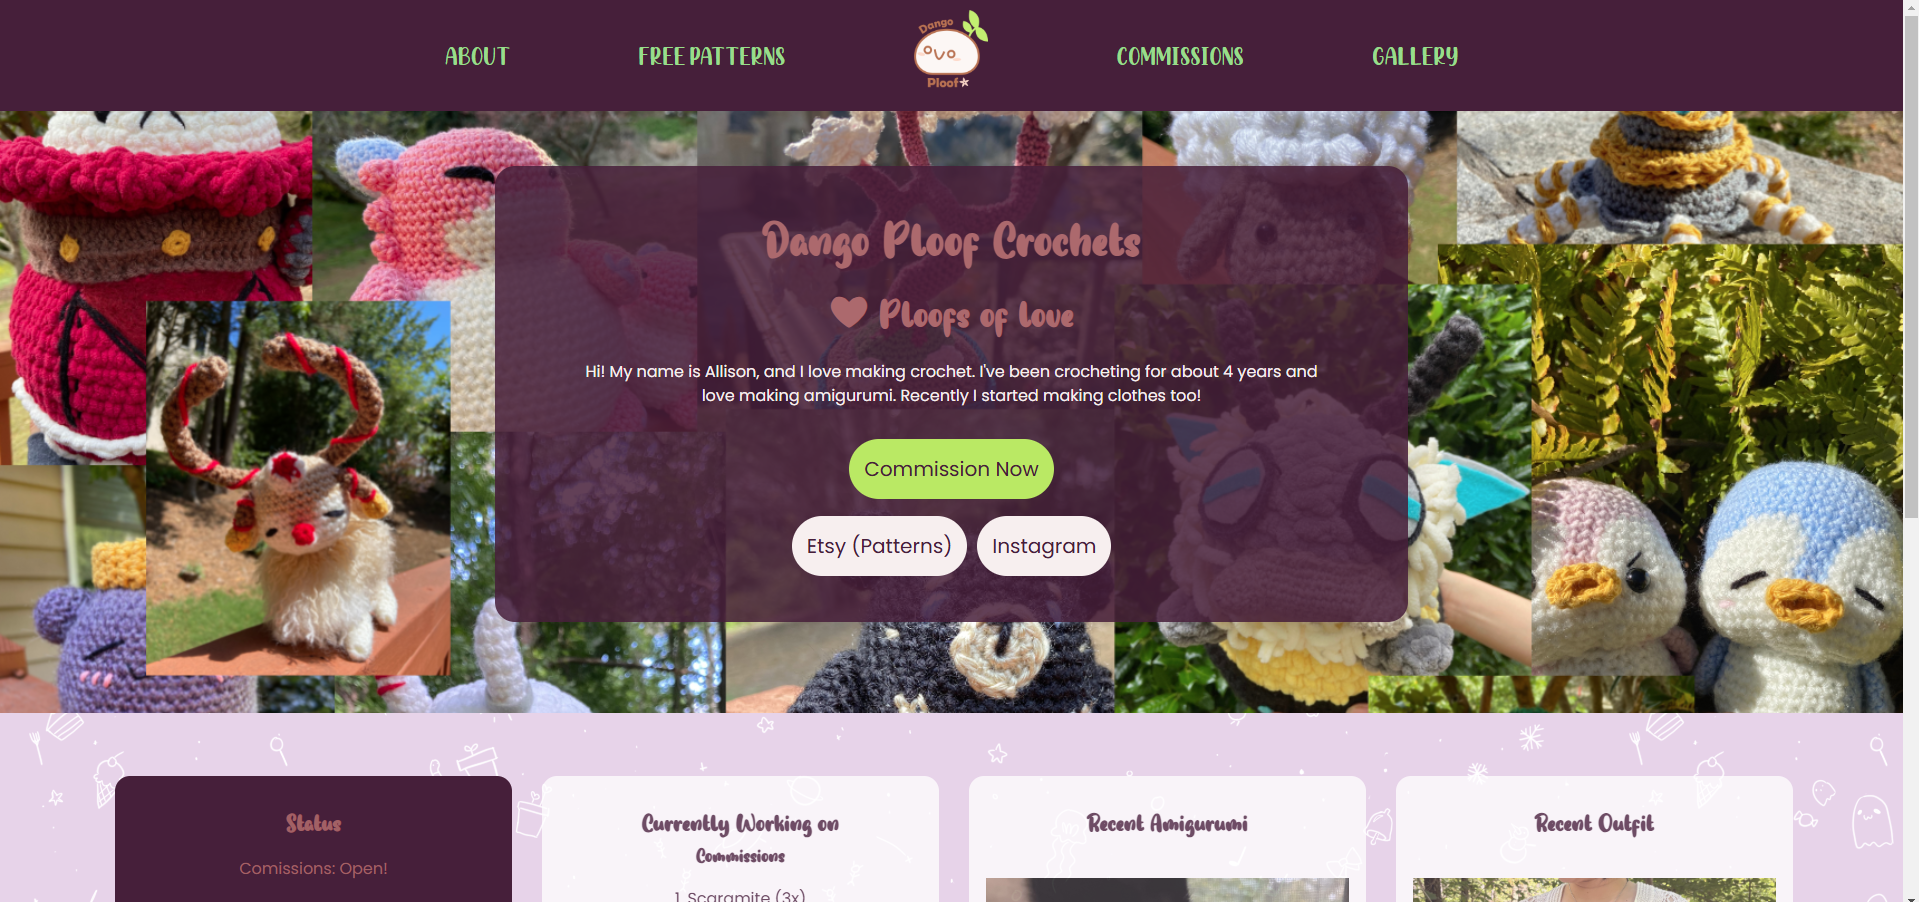 ABOUT
FREE PATTERNS
Dango
Ploof
COMMISSIONS
GALLERY
Dango Ploof Crochets
Ploofs of Love
Hi! My name is Allison, and I love making crochet. I've been crocheting for about 4 years and
love making amigurumi. Recently I started making clothes too!
Commission Now
Etsy (Patterns)
Instagram
Status
Comissions: Open!
Currently Working on
Commissions
1. Scaramite (3x)
Recent Amigurumi
Recent Outfit